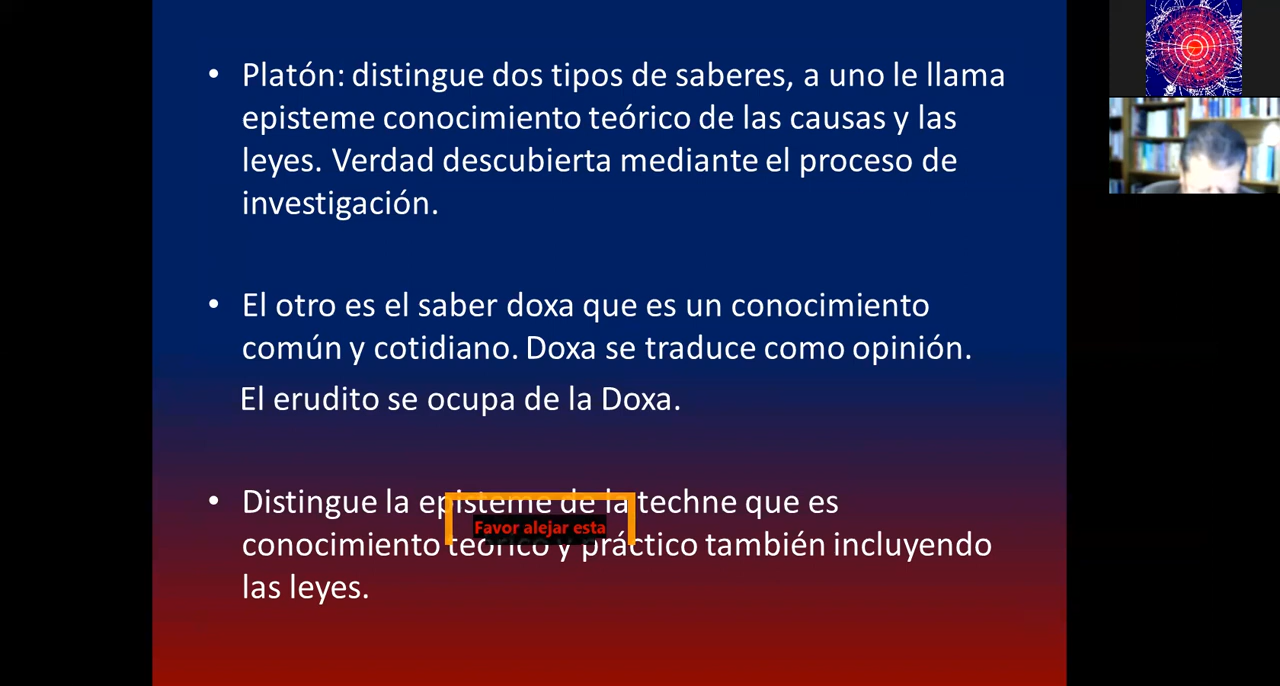 • Platón: distingue dos tipos de saberes, a uno le llama
episteme conocimiento teórico de las causas y las
leyes. Verdad descubierta mediante el proceso de
investigación.
• El otro es el saber doxa que es un conocimiento
común y cotidiano. Doxa se traduce como opinión.
El erudito se ocupa de la Doxa.
• Distingue la episteme de la techne que es
Favor alejar esta
conocimiento teórico y práctico también incluyendo
las leyes.